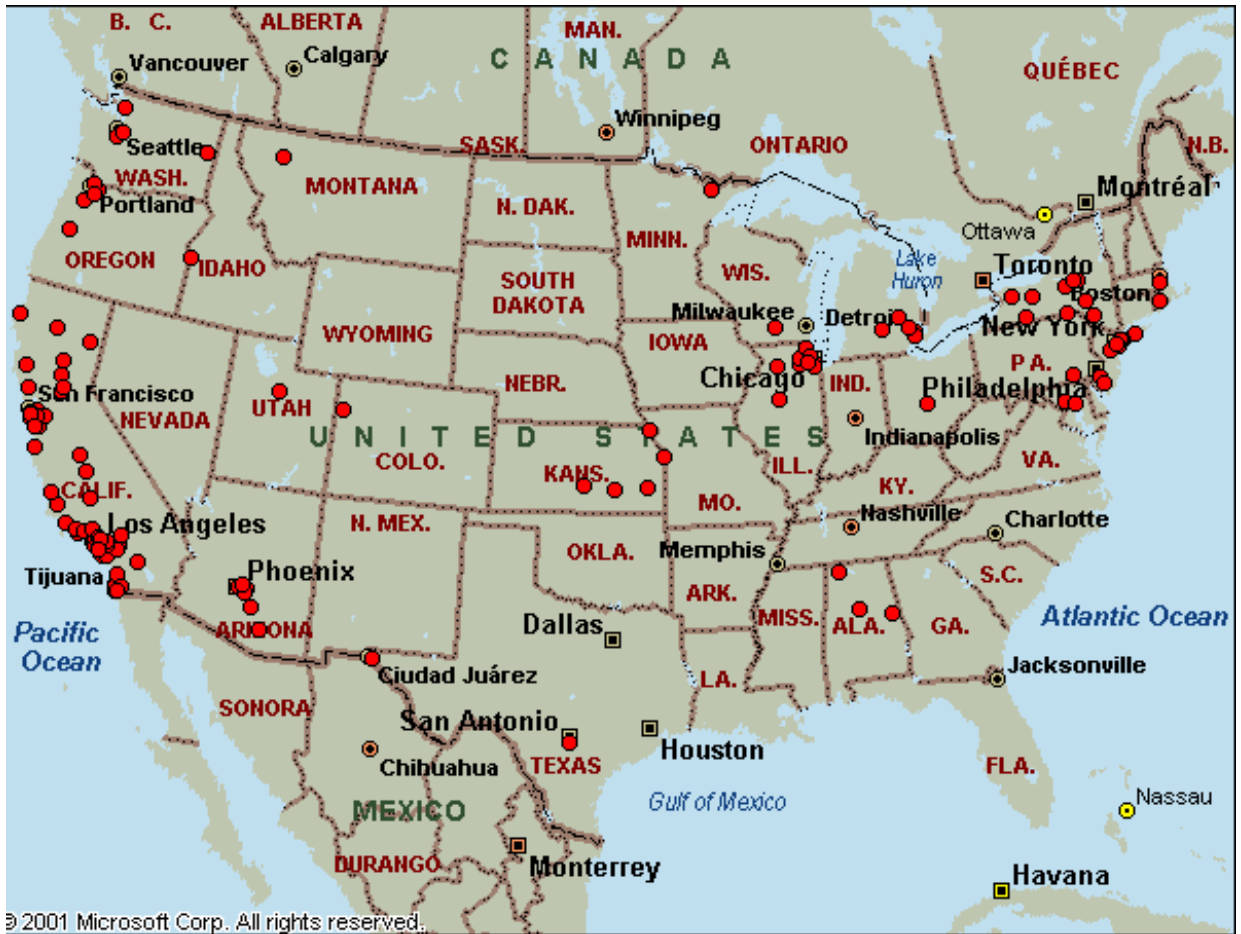 B. C.
ALBERTA
MAN.
Vancouver
Calgary
CANADA
QUÉBEC
Winnipeg
SASK.
ONTARIO
N.B.
Seattle
WASH.
MONTANA
N. DAK.
Montréal
Portland
Ottawa
MINN.
OREGON
IDAHO
Lake
Huron
Toronto
WIS.
SOUTH
DAKOTA
Boston
Milwaukee
Detroi
New York
WYOMING
IOWA
PA.
NEBR.
Chicago
IND.
Philadelphia
San Francisco
UTAH
NEVADA
UNITED STATES
Indianapolis
COLO.
KANS.
ILL.
VA.
CALIF.
MO.
KY.
Los Angeles
N. MEX.
Nashville
Charlotte
OKLA.
Memphis
Tijuana
Phoenix
ARK.
S.C.
MISS.
ALA.
GA.
Atlantic Ocean
Pacific
Ocean
ARIZONA
Dallas
Ciudad Juárez
LA.
Jacksonville
SONORA
San Antonio
Houston
Chihuahua
TEXAS
FLA.
Gulf of Mexico
Nassau
MEXICO
DURANGO
Monterrey
Havana
© 2001 Microsoft Corp. All rights reserved.